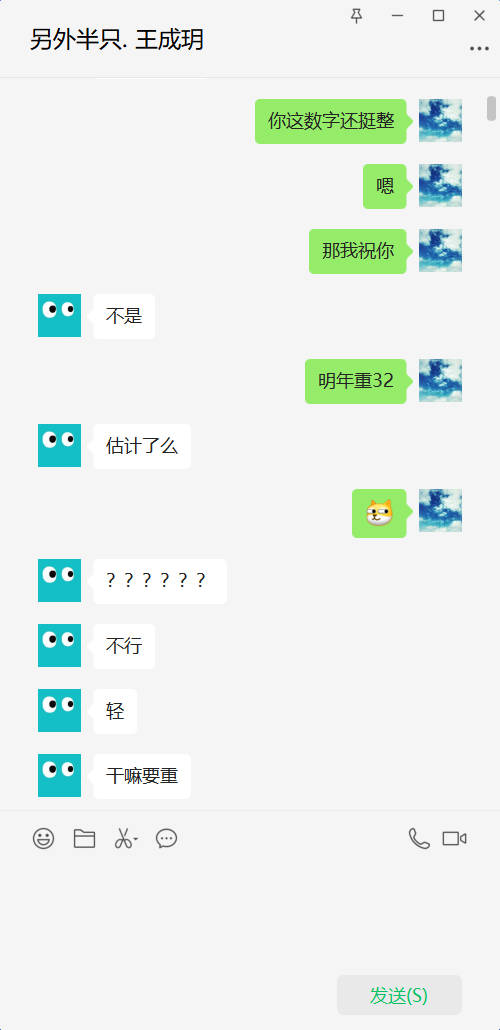 另外半只. 王成玥
你这数字还挺整
嗯
那我祝你
不是
明年重32
估计了么
？？？？？？
不行
轻
干嘛要重
发送(S)